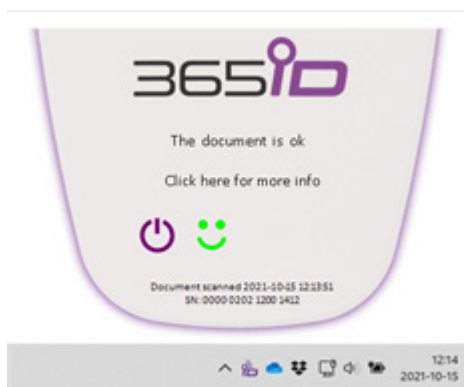 365iD
The document is ok
Click here for more info
Document scanned 2021-10-15 12:13:51
SN: 0000 0202 1200 1412
12:14
2021-10-15